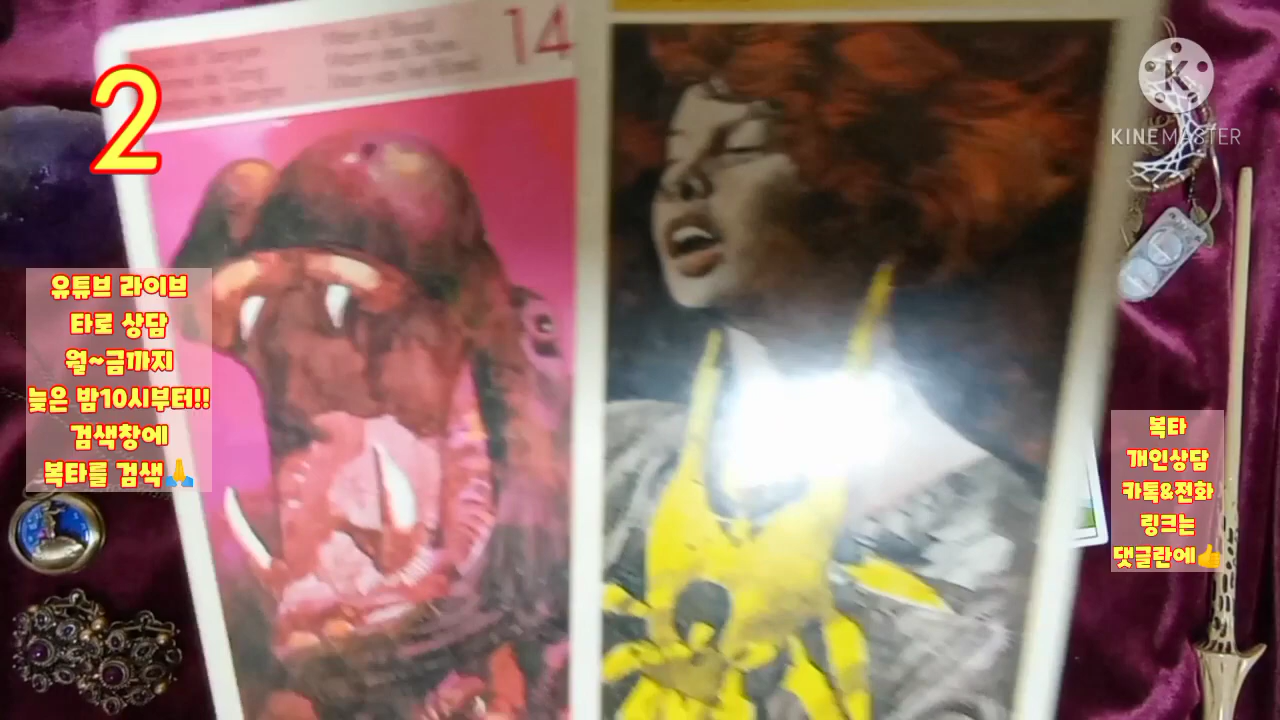 14
2
KINEMASTER
유튜브 라이브
타로 상담
월~금까지
늦은 밤10시부터!!
검색창에
복타를 검색🙏
복타
개인상담
카톡&전화
링크는
댓글란에👍